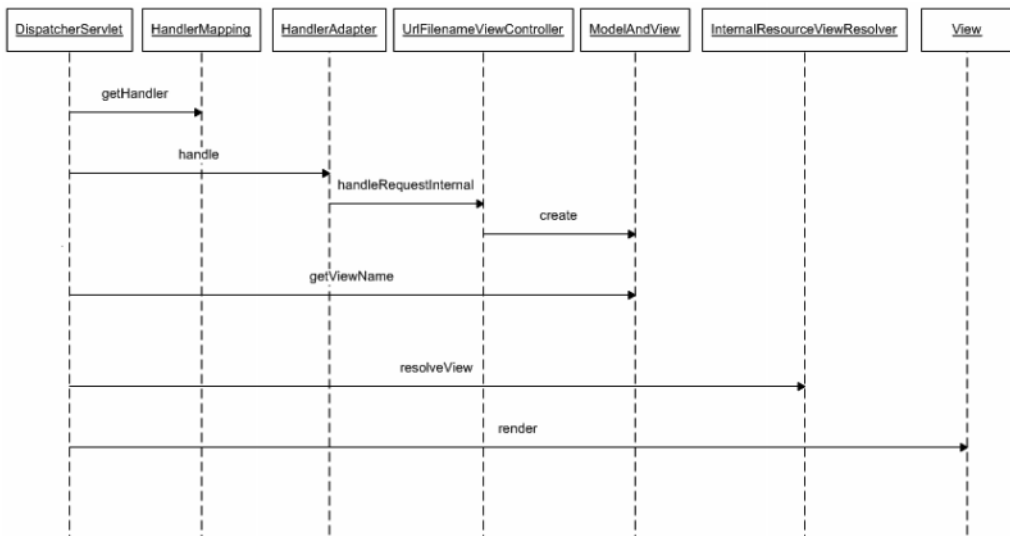 DispatcherServlet HandlerMapping HandlerAdapter UrlFilenameViewController ModelAndView InternalResourceViewResolver View
getHandler
handle
handleRequestInternal
create
getViewName
resolveView
render